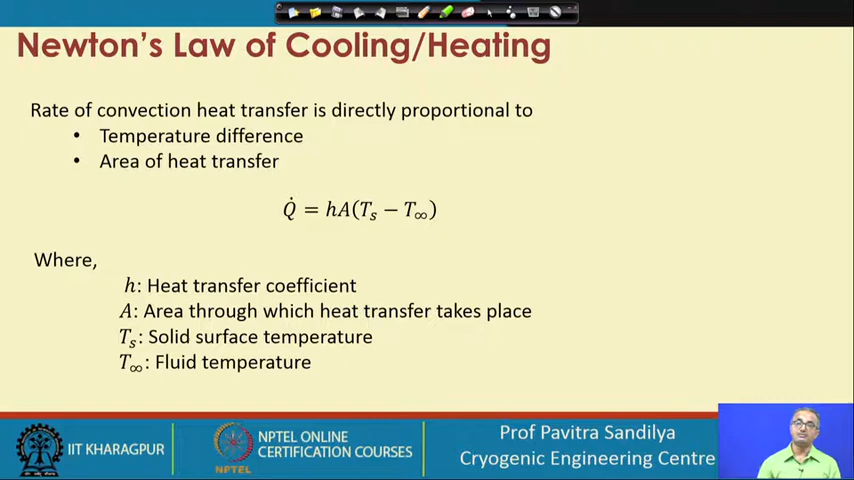 Newton's Law of Cooling/Heating
Rate of convection heat transfer is directly proportional to
• Temperature difference
• Area of heat transfer
Q̇ = hA(Tₛ − T∞)
Where,
h: Heat transfer coefficient
A: Area through which heat transfer takes place
Tₛ: Solid surface temperature
T∞: Fluid temperature
IIT KHARAGPUR
NPTEL
NPTEL ONLINE
CERTIFICATION COURSES
Prof Pavitra Sandilya
Cryogenic Engineering Centre